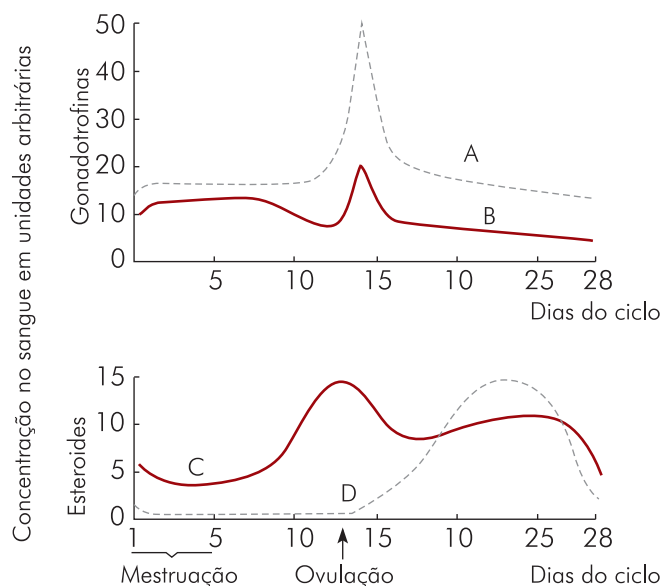 Concentração no sangue em unidades arbitrárias
Gonadotrofinas
50
40
30
20
10
0
A
B
5 10 15 10 25 28
Dias do ciclo
Esteroides
15
10
5
0
C
D
1 5 10 15 10 25 28
Mestruação Ovulação Dias do ciclo